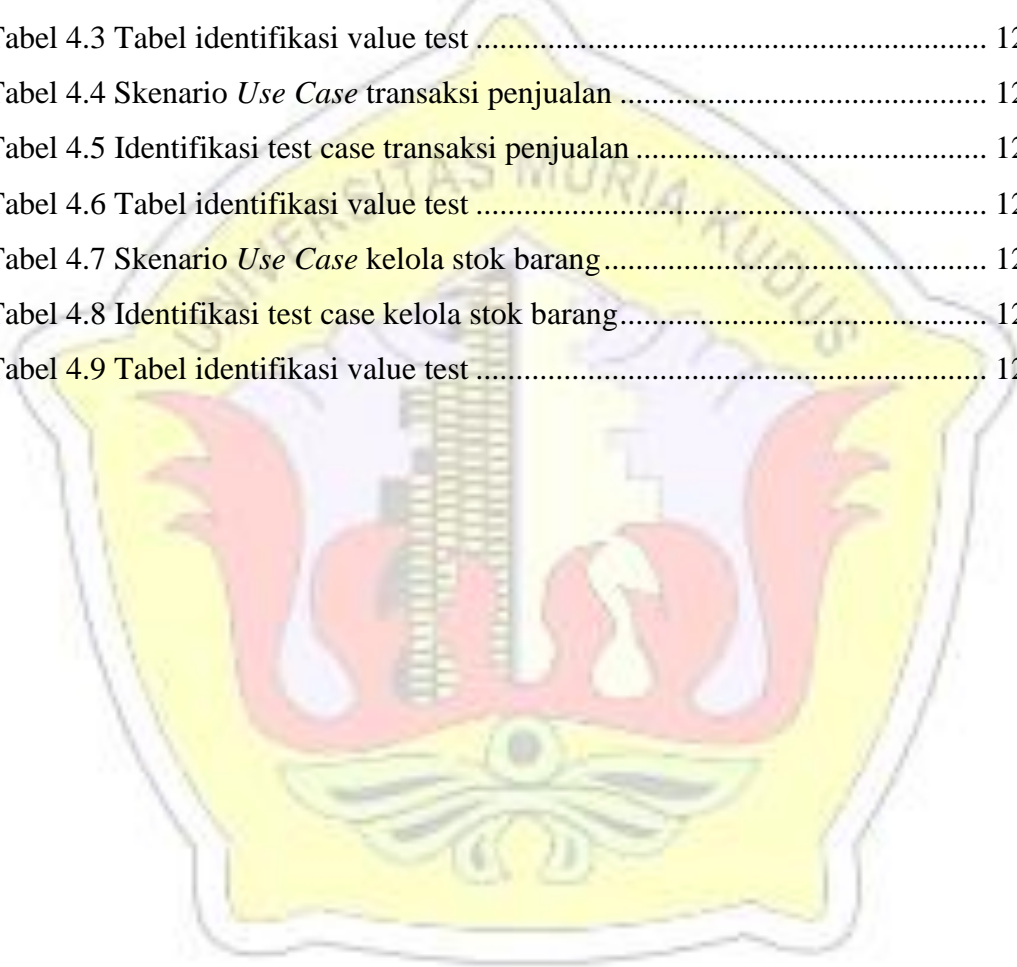 Tabel 4.3 Tabel identifikasi value test ................................................................ 12
Tabel 4.4 Skenario Use Case transaksi penjualan .............................................. 12
Tabel 4.5 Identifikasi test case transaksi penjualan ............................................ 12
Tabel 4.6 Tabel identifikasi value test ................................................................ 12
Tabel 4.7 Skenario Use Case kelola stok barang ................................................ 12
Tabel 4.8 Identifikasi test case kelola stok barang .............................................. 12
Tabel 4.9 Tabel identifikasi value test ................................................................ 12
UNIVERSITAS MURIA KUDUS